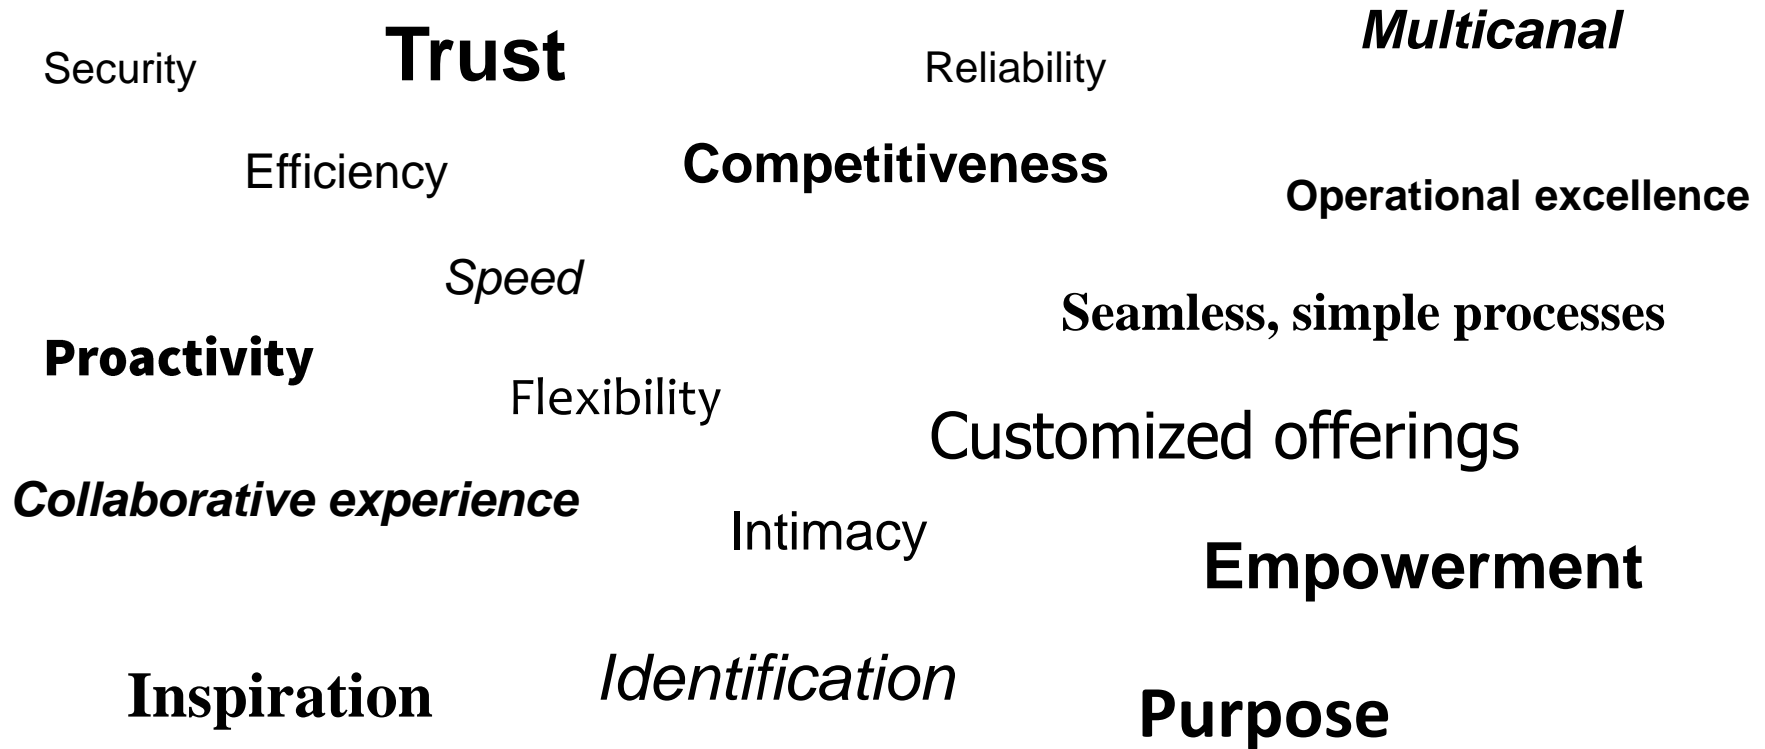 Multicanal
Trust
Security
Reliability
Efficiency
Competitiveness
Operational excellence
Speed
Seamless, simple processes
Proactivity
Flexibility
Customized offerings
Collaborative experience
Intimacy
Empowerment
Inspiration
Identification
Purpose